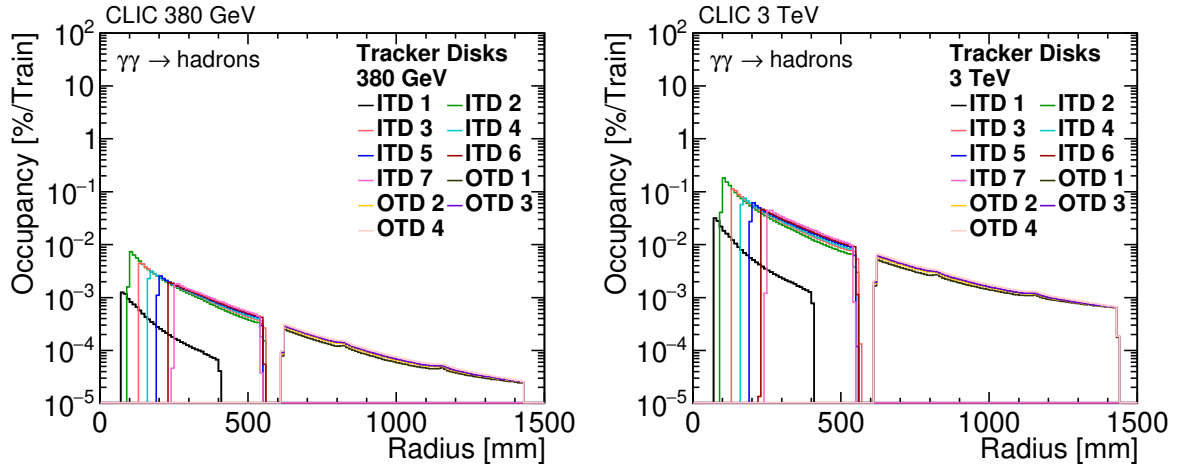 CLIC 380 GeV
Occupancy [%/Train]
10²
10
1
10⁻¹
10⁻²
10⁻³
10⁻⁴
10⁻⁵
γγ → hadrons
Tracker Disks
380 GeV
ITD 1 ITD 2
ITD 3 ITD 4
ITD 5 ITD 6
ITD 7 OTD 1
OTD 2 OTD 3
OTD 4
0 500 1000 1500
Radius [mm]
CLIC 3 TeV
Occupancy [%/Train]
10²
10
1
10⁻¹
10⁻²
10⁻³
10⁻⁴
10⁻⁵
γγ → hadrons
Tracker Disks
3 TeV
ITD 1 ITD 2
ITD 3 ITD 4
ITD 5 ITD 6
ITD 7 OTD 1
OTD 2 OTD 3
OTD 4
0 500 1000 1500
Radius [mm]